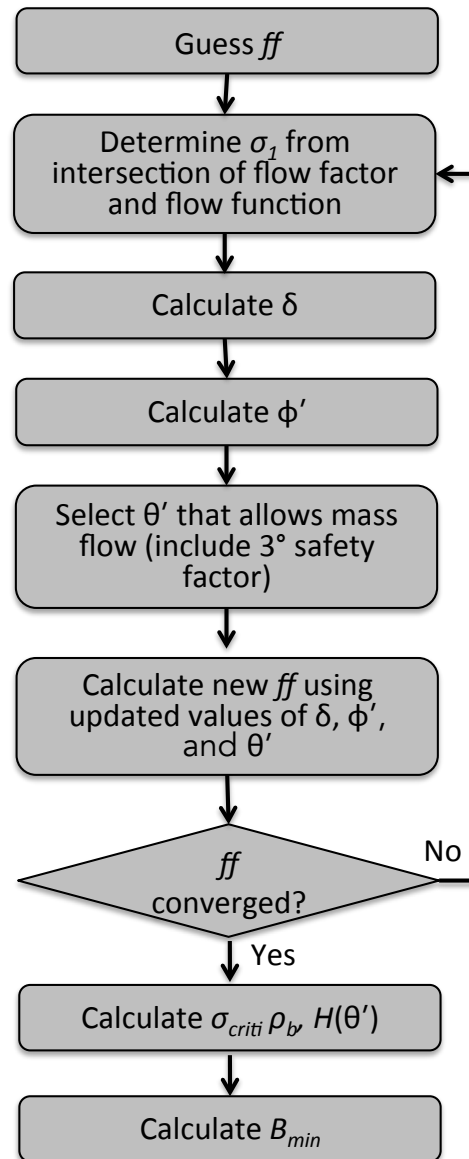 Guess ff
Determine σ1 from
intersection of flow factor
and flow function
Calculate δ
Calculate ϕ′
Select θ′ that allows mass
flow (include 3° safety
factor)
Calculate new ff using
updated values of δ, ϕ′,
and θ′
ff
converged?
No
Yes
Calculate σcriti ρb, H(θ′)
Calculate Bmin